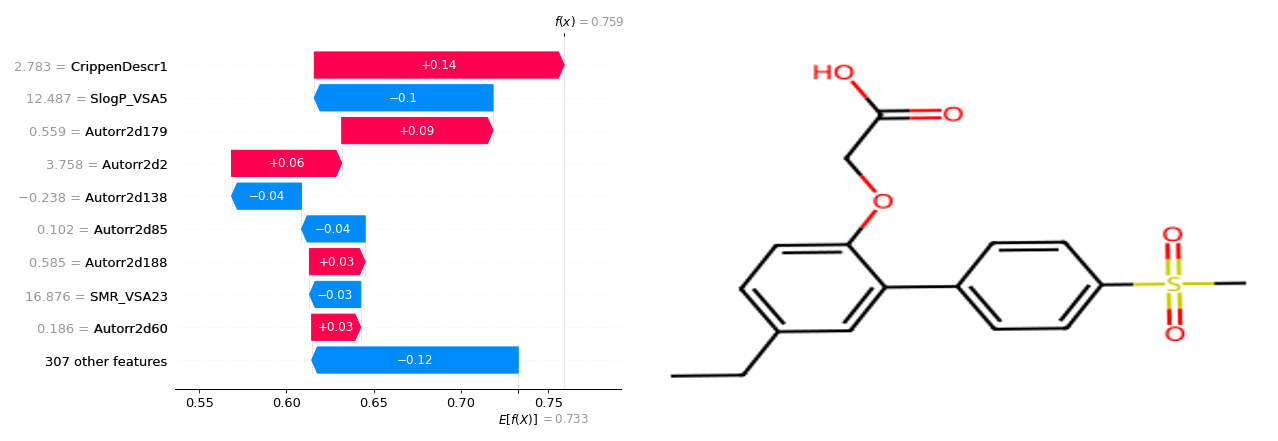 f(x) = 0.759
2.783 = CrippenDescr1
+0.14
12.487 = SlogP_VSA5
−0.1
0.559 = Autorr2d179
+0.09
3.758 = Autorr2d2
+0.06
−0.238 = Autorr2d138
−0.04
0.102 = Autorr2d85
−0.04
0.585 = Autorr2d188
+0.03
16.876 = SMR_VSA23
−0.03
0.186 = Autorr2d60
+0.03
307 other features
−0.12
0.55 0.60 0.65 0.70 0.75
E[f(X)] = 0.733
HO
O
O
O
S
O